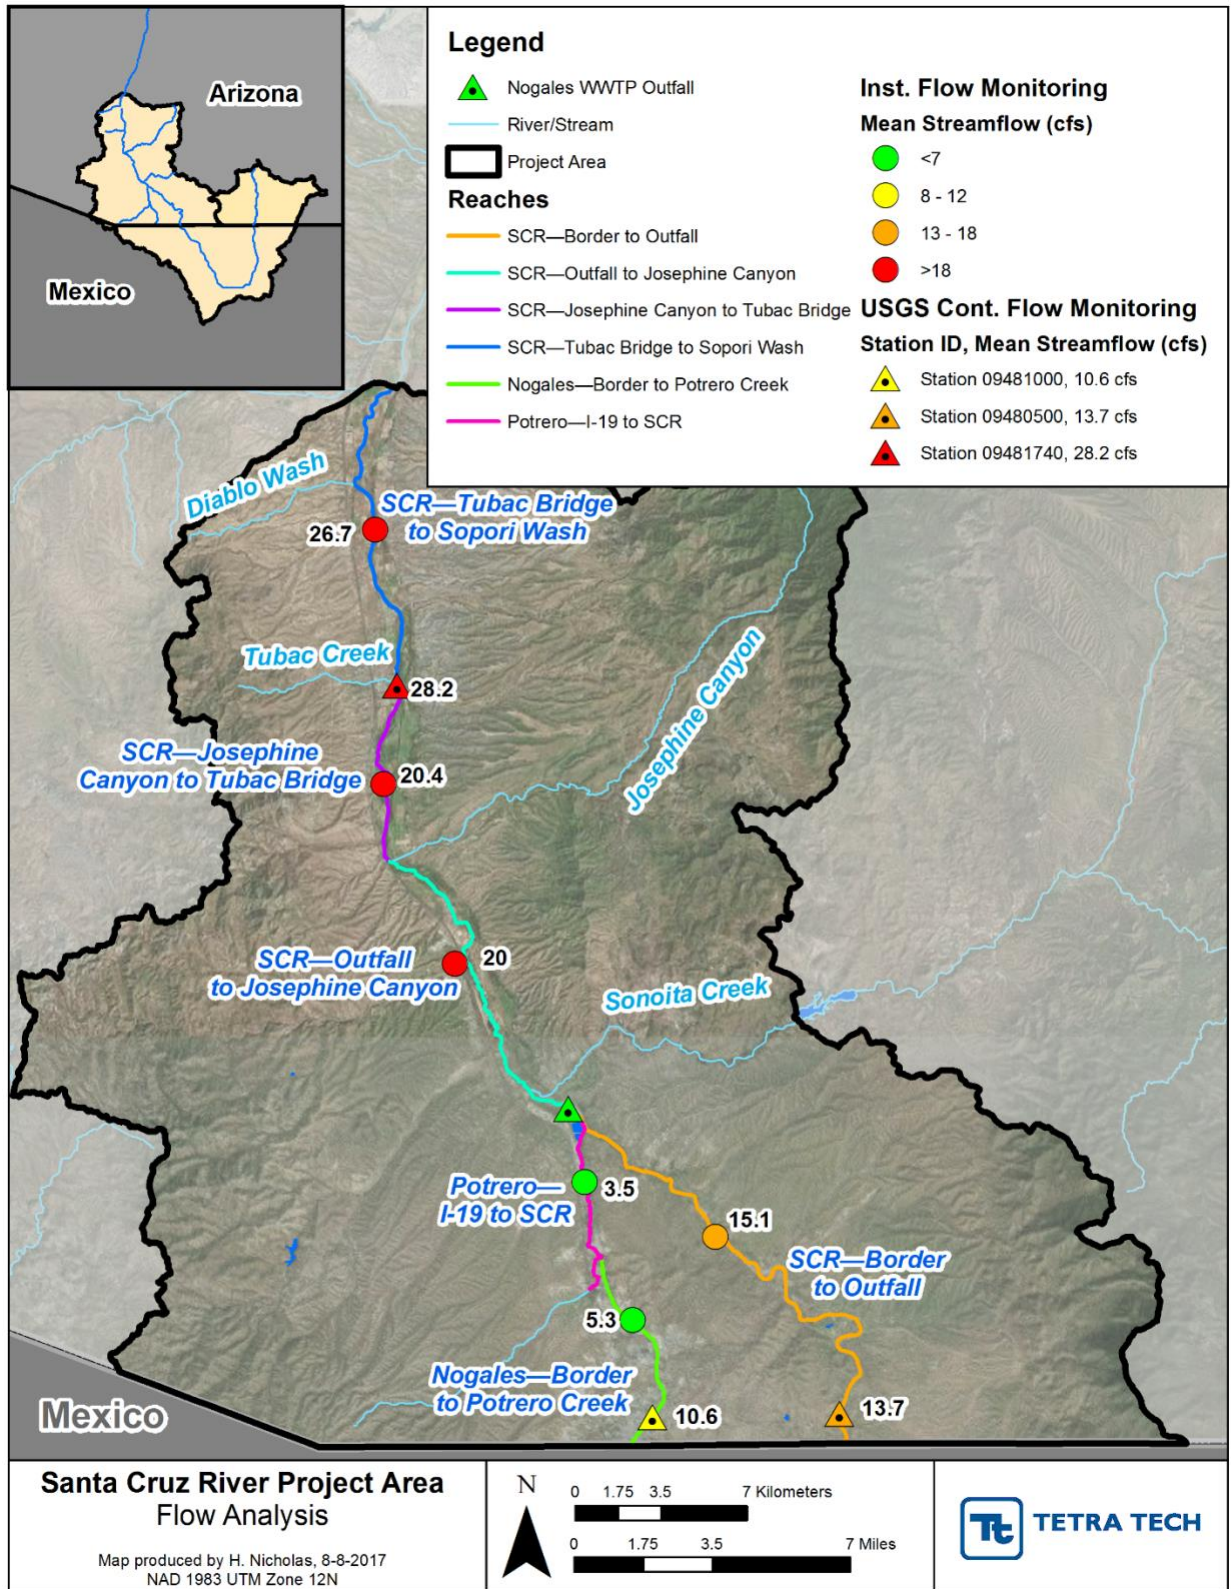 Arizona
Mexico
Legend
Nogales WWTP Outfall
River/Stream
Project Area
Reaches
SCR—Border to Outfall
SCR—Outfall to Josephine Canyon
SCR—Josephine Canyon to Tubac Bridge
SCR—Tubac Bridge to Sopori Wash
Nogales—Border to Potrero Creek
Potrero—I-19 to SCR
Inst. Flow Monitoring
Mean Streamflow (cfs)
<7
8 - 12
13 - 18
>18
USGS Cont. Flow Monitoring
Station ID, Mean Streamflow (cfs)
Station 09481000, 10.6 cfs
Station 09480500, 13.7 cfs
Station 09481740, 28.2 cfs
Diablo Wash
SCR—Tubac Bridge
to Sopori Wash
26.7
Tubac Creek
28.2
Josephine Canyon
SCR—Josephine
Canyon to Tubac Bridge
20.4
SCR—Outfall
to Josephine Canyon
20
Sonoita Creek
Potrero—
I-19 to SCR
3.5
15.1
SCR—Border
to Outfall
5.3
Nogales—Border
to Potrero Creek
10.6
13.7
Mexico
Santa Cruz River Project Area
Flow Analysis
Map produced by H. Nicholas, 8-8-2017
NAD 1983 UTM Zone 12N
N
0 1.75 3.5 7 Kilometers
0 1.75 3.5 7 Miles
Tt
TETRA TECH